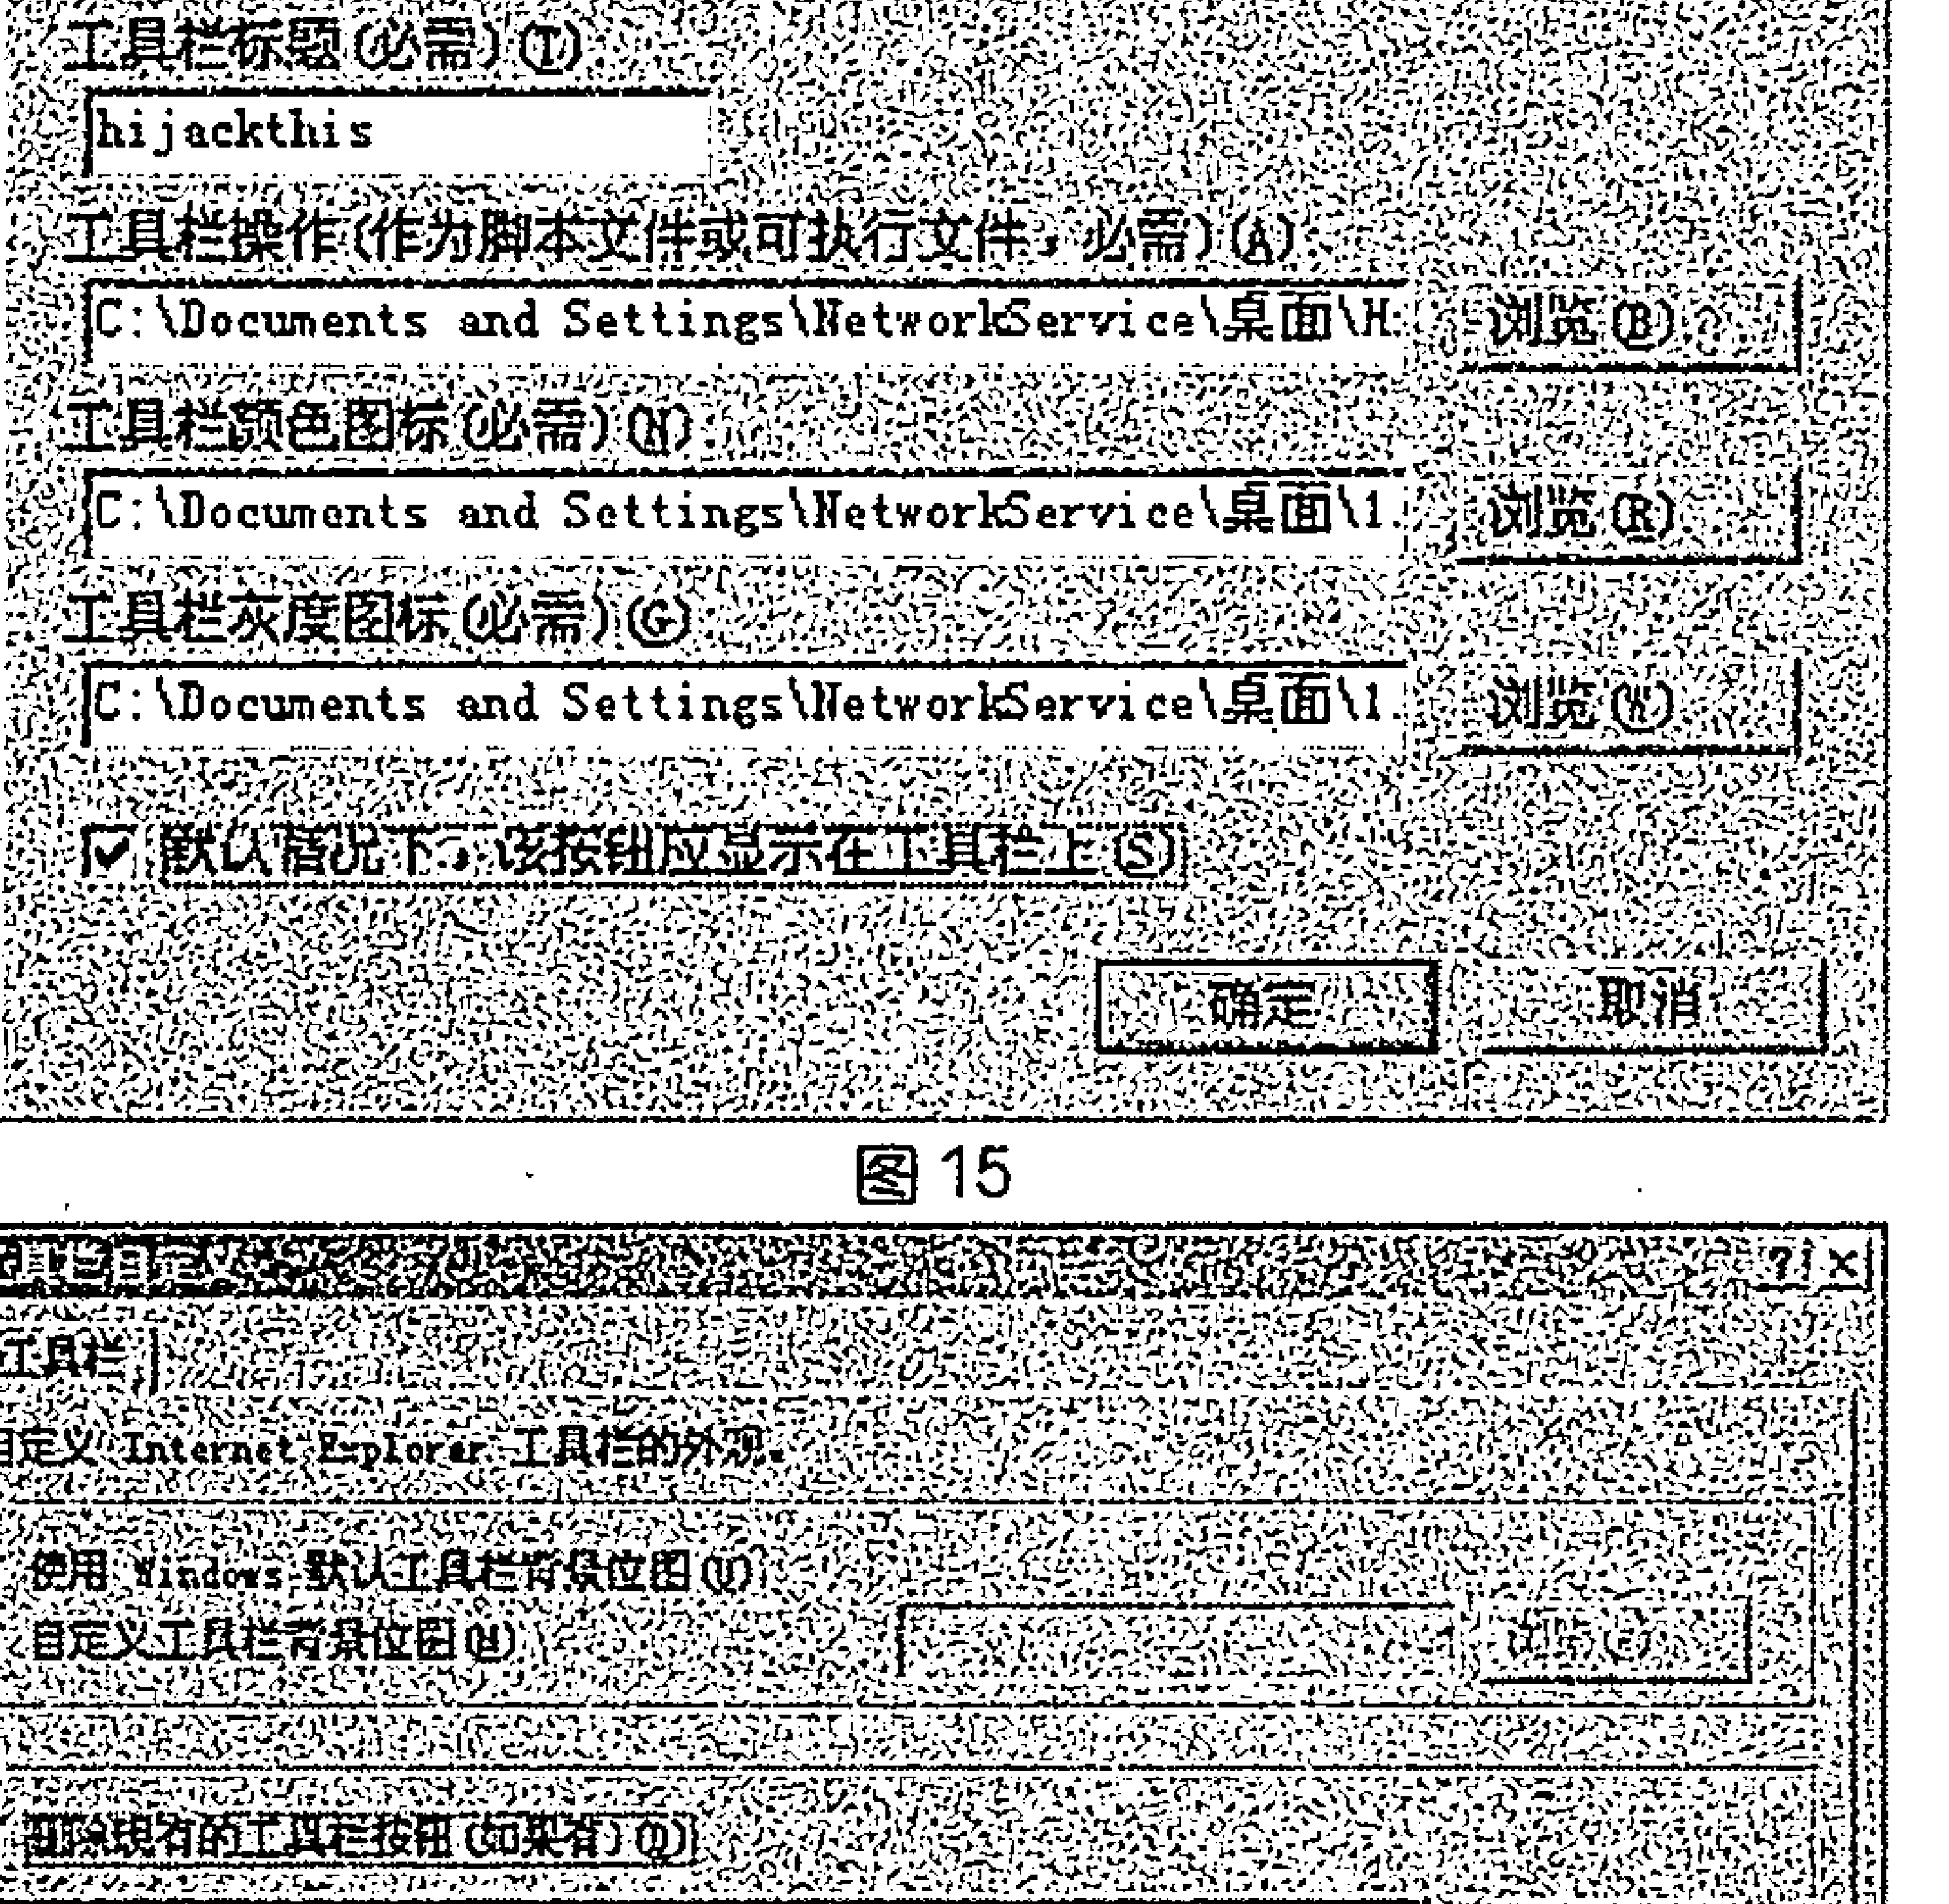 工具栏标题(必需)(T)
hijackthis
工具栏操作(作为脚本文件或可执行文件，必需)(A)
C:\Documents and Settings\NetworkService\桌面\H
浏览(B)
工具栏颜色图标(必需)(N)
C:\Documents and Settings\NetworkService\桌面\1.
浏览(R)
工具栏灰度图标(必需)(G)
C:\Documents and Settings\NetworkService\桌面\1.
浏览(W)
默认情况下，该按钮应显示在工具栏上(S)
确定
取消
图 15
工具栏自定义
工具栏
自定义 Internet Explorer 工具栏的外观。
使用 Windows 默认工具栏背景位图(U)
自定义工具栏背景位图(M)
浏览
删除现有的工具栏按钮(如果有)(D)